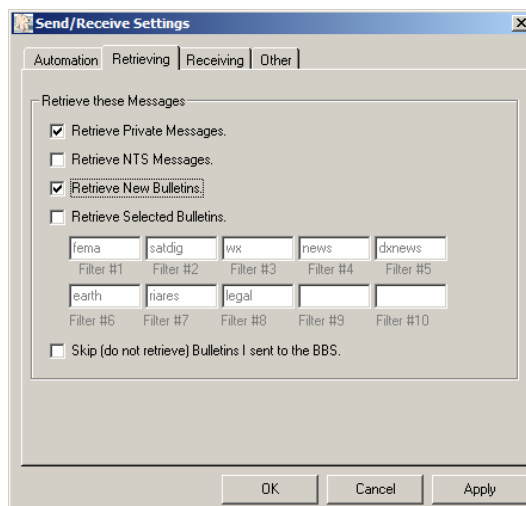 Send/Receive Settings
Automation Retrieving Receiving Other
Retrieve these Messages
Retrieve Private Messages.
Retrieve NTS Messages.
Retrieve New Bulletins.
Retrieve Selected Bulletins.
fema satdig wx news dxnews
Filter #1 Filter #2 Filter #3 Filter #4 Filter #5
earth riares legal
Filter #6 Filter #7 Filter #8 Filter #9 Filter #10
Skip (do not retrieve) Bulletins I sent to the BBS.
OK Cancel Apply